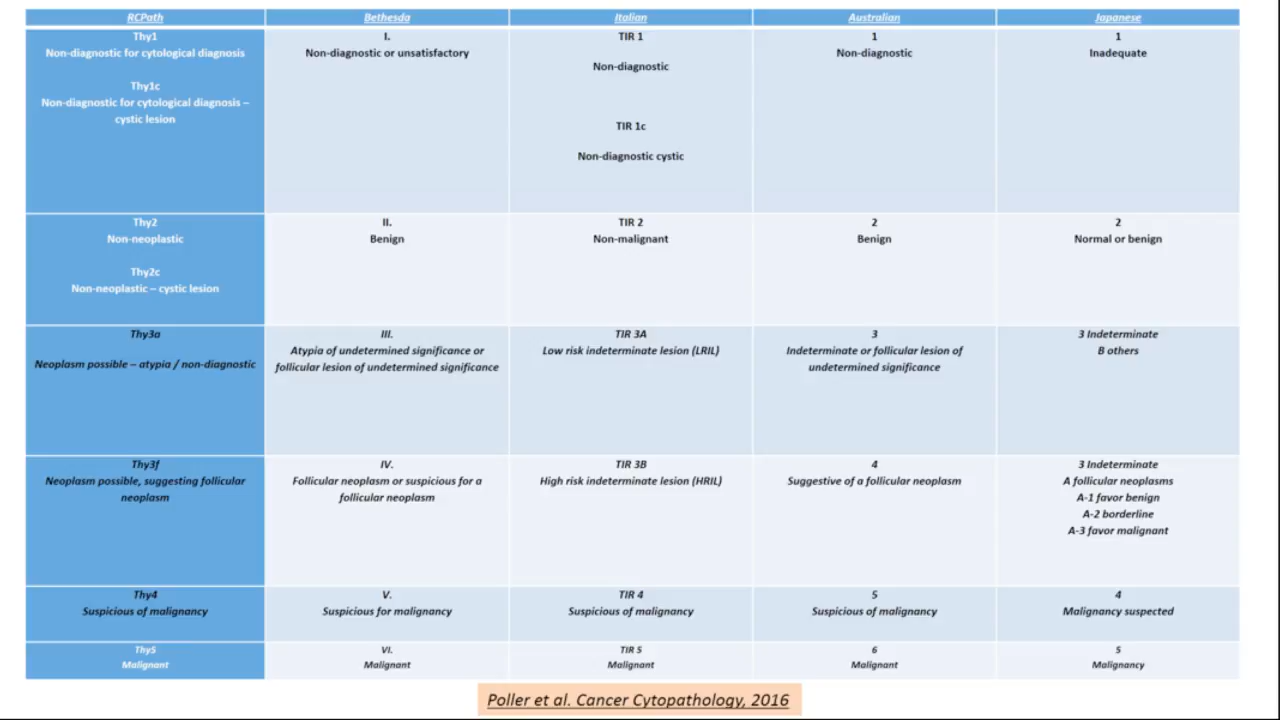 RCPath
Bethesda
Italian
Australian
Japanese
Thy1
Non-diagnostic for cytological diagnosis
Thy1c
Non-diagnostic for cytological diagnosis –
cystic lesion
I.
Non-diagnostic or unsatisfactory
TIR 1
Non-diagnostic
TIR 1c
Non-diagnostic cystic
1
Non-diagnostic
1
Inadequate
Thy2
Non-neoplastic
Thy2c
Non-neoplastic – cystic lesion
II.
Benign
TIR 2
Non-malignant
2
Benign
2
Normal or benign
Thy3a
Neoplasm possible – atypia / non-diagnostic
III.
Atypia of undetermined significance or
follicular lesion of undetermined significance
TIR 3A
Low risk indeterminate lesion (LRIL)
3
Indeterminate or follicular lesion of
undetermined significance
3 Indeterminate
B others
Thy3f
Neoplasm possible, suggesting follicular
neoplasm
IV.
Follicular neoplasm or suspicious for a
follicular neoplasm
TIR 3B
High risk indeterminate lesion (HRIL)
4
Suggestive of a follicular neoplasm
3 Indeterminate
A follicular neoplasms
A-1 favor benign
A-2 borderline
A-3 favor malignant
Thy4
Suspicious of malignancy
V.
Suspicious for malignancy
TIR 4
Suspicious of malignancy
5
Suspicious of malignancy
4
Malignancy suspected
Thy5
Malignant
VI.
Malignant
TIR 5
Malignant
6
Malignant
5
Malignancy
Poller et al. Cancer Cytopathology, 2016